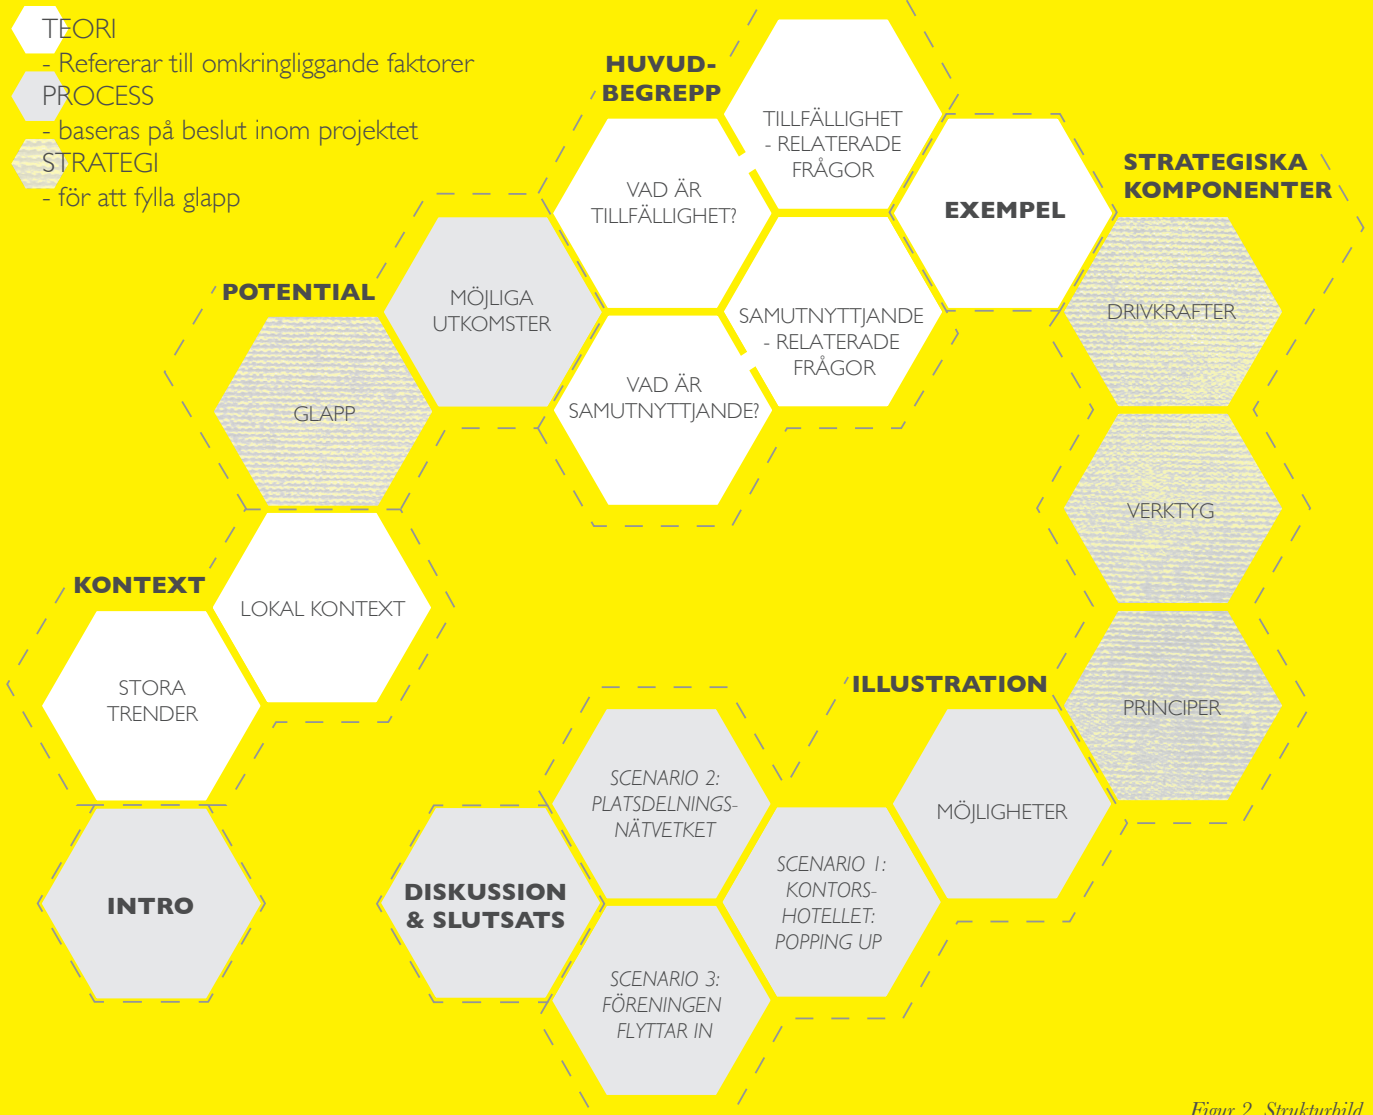 TEORI
- Refererar till omkringliggande faktorer
PROCESS
- baseras på beslut inom projektet
STRATEGI
- för att fylla glapp
HUVUD-
BEGREPP
TILLFÄLLIGHET
- RELATERADE
FRÅGOR
VAD ÄR
TILLFÄLLIGHET?
EXEMPEL
STRATEGISKA
KOMPONENTER
POTENTIAL
MÖJLIGA
UTKOMSTER
SAMUTNYTTJANDE
- RELATERADE
FRÅGOR
DRIVKRAFTER
GLAPP
VAD ÄR
SAMUTNYTTJANDE?
VERKTYG
KONTEXT
LOKAL KONTEXT
STORA
TRENDER
ILLUSTRATION
PRINCIPER
SCENARIO 2:
PLATSDELNINGS-
NÄTVETKET
MÖJLIGHETER
SCENARIO 1:
KONTORS-
HOTELLET:
POPPING UP
INTRO
DISKUSSION
& SLUTSATS
SCENARIO 3:
FÖRENINGEN
FLYTTAR IN
Figur 2. Strukturbild